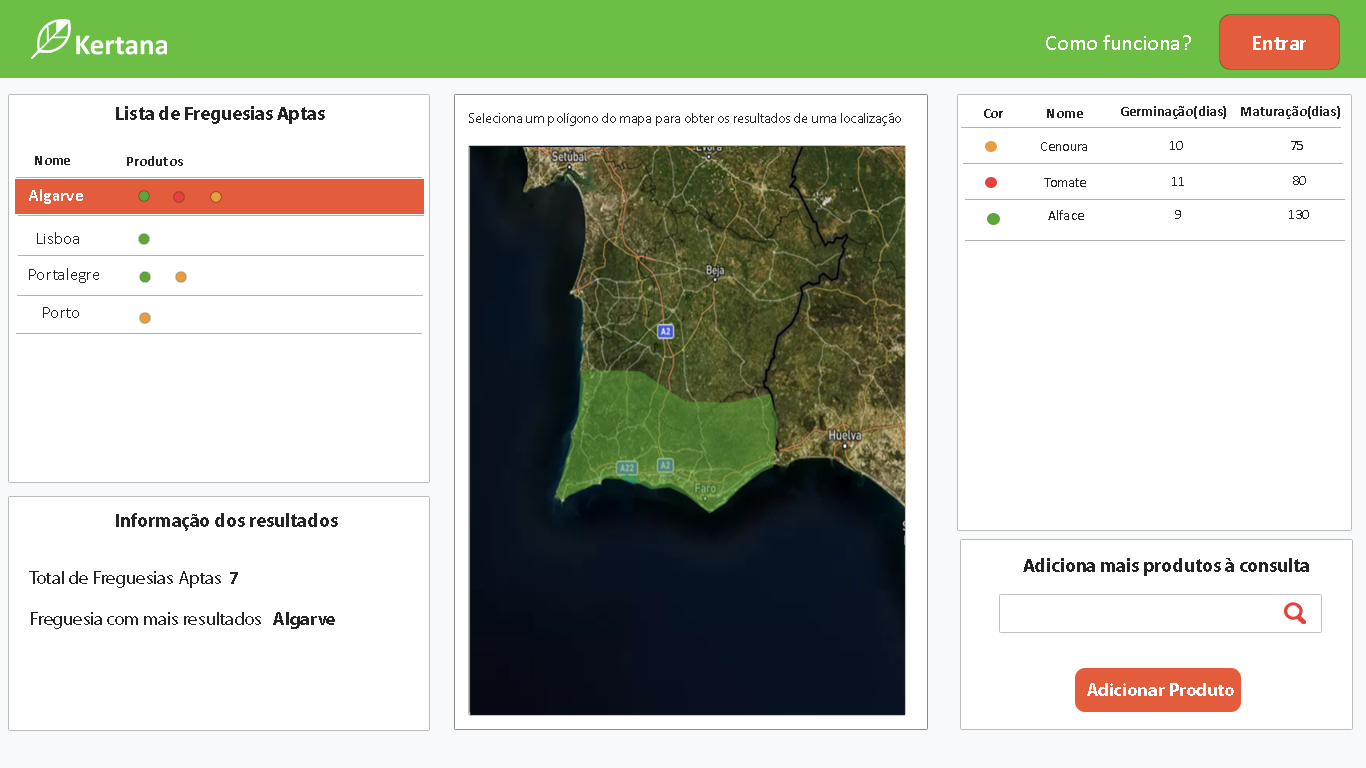 Kertana
Como funciona?
Entrar
Lista de Freguesias Aptas
Nome Produtos
Algarve
Lisboa
Portalegre
Porto
Informação dos resultados
Total de Freguesias Aptas 7
Freguesia com mais resultados Algarve
Seleciona um polígono do mapa para obter os resultados de uma localização
Setúbal
Évora
Beja
A2
Huelva
A22
A2
Faro
Cor Nome Germinação(dias) Maturação(dias)
Cenoura 10 75
Tomate 11 80
Alface 9 130
Adiciona mais produtos à consulta
Adicionar Produto